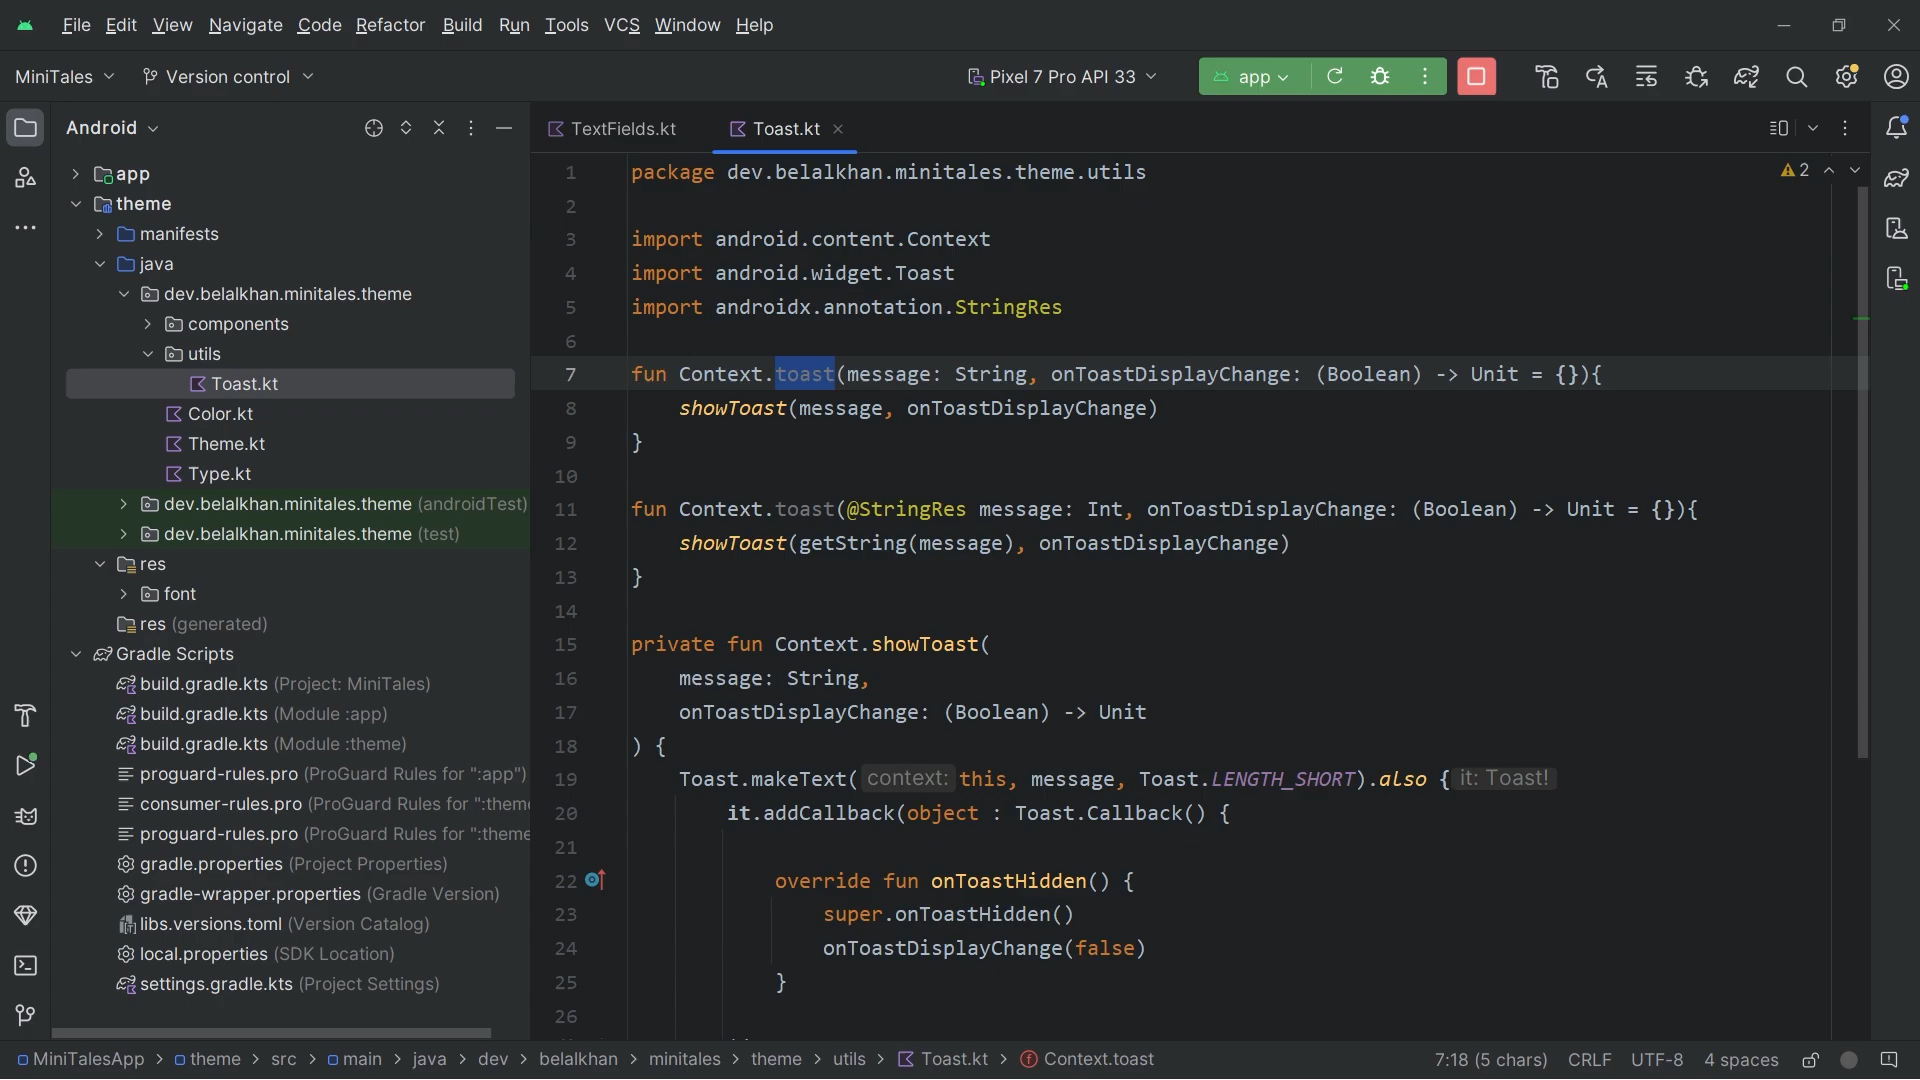 File Edit View Navigate Code Refactor Build Run Tools VCS Window Help
MiniTales Version control Pixel 7 Pro API 33 app
Android
TextFields.kt Toast.kt
app
theme
manifests
java
dev.belalkhan.minitales.theme
components
utils
Toast.kt
Color.kt
Theme.kt
Type.kt
dev.belalkhan.minitales.theme (androidTest)
dev.belalkhan.minitales.theme (test)
res
font
res (generated)
Gradle Scripts
build.gradle.kts (Project: MiniTales)
build.gradle.kts (Module :app)
build.gradle.kts (Module :theme)
proguard-rules.pro (ProGuard Rules for ":app")
consumer-rules.pro (ProGuard Rules for ":theme
proguard-rules.pro (ProGuard Rules for ":theme
gradle.properties (Project Properties)
gradle-wrapper.properties (Gradle Version)
libs.versions.toml (Version Catalog)
local.properties (SDK Location)
settings.gradle.kts (Project Settings)
2
1 package dev.belalkhan.minitales.theme.utils
2
3 import android.content.Context
4 import android.widget.Toast
5 import androidx.annotation.StringRes
6
7 fun Context.toast(message: String, onToastDisplayChange: (Boolean) -> Unit = {}){
8 showToast(message, onToastDisplayChange)
9 }
10
11 fun Context.toast(@StringRes message: Int, onToastDisplayChange: (Boolean) -> Unit = {}){
12 showToast(getString(message), onToastDisplayChange)
13 }
14
15 private fun Context.showToast(
16 message: String,
17 onToastDisplayChange: (Boolean) -> Unit
18 ) {
19 Toast.makeText( context: this, message, Toast.LENGTH_SHORT).also { it: Toast!
20 it.addCallback(object : Toast.Callback() {
21
22 override fun onToastHidden() {
23 super.onToastHidden()
24 onToastDisplayChange(false)
25 }
26
MiniTalesApp > theme > src > main > java > dev > belalkhan > minitales > theme > utils > Toast.kt > Context.toast 7:18 (5 chars) CRLF UTF-8 4 spaces